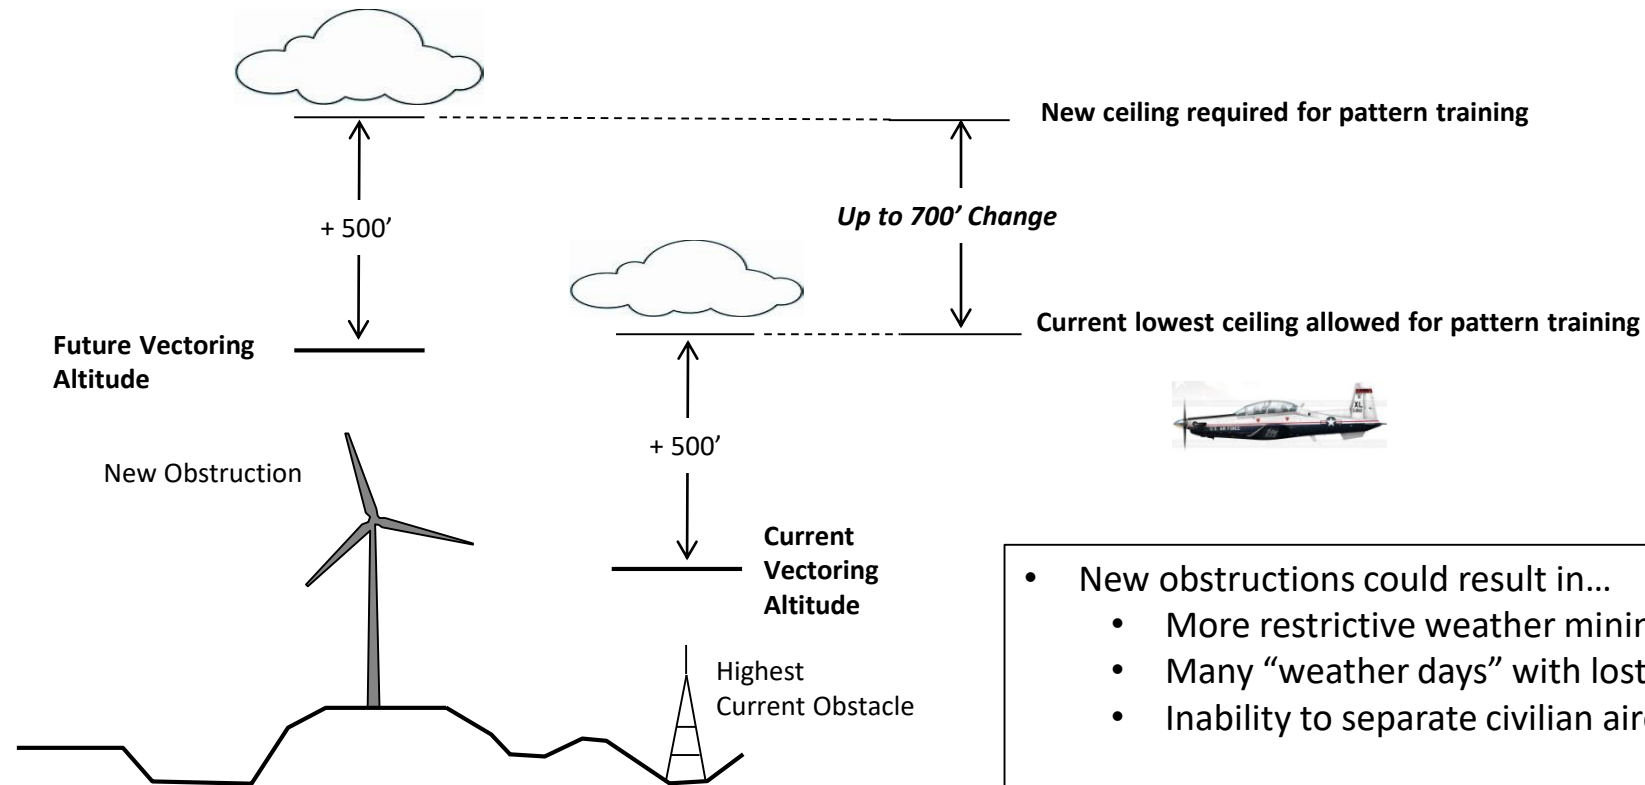 New ceiling required for pattern training
+ 500’
Up to 700’ Change
Future Vectoring
Altitude
Current lowest ceiling allowed for pattern training
+ 500’
New Obstruction
Current
Vectoring
Altitude
Highest
Current Obstacle
• New obstructions could result in…
• More restrictive weather
• Many “weather days” with lost
• Inability to separate civilian
XL
U.S. AIR FORCE